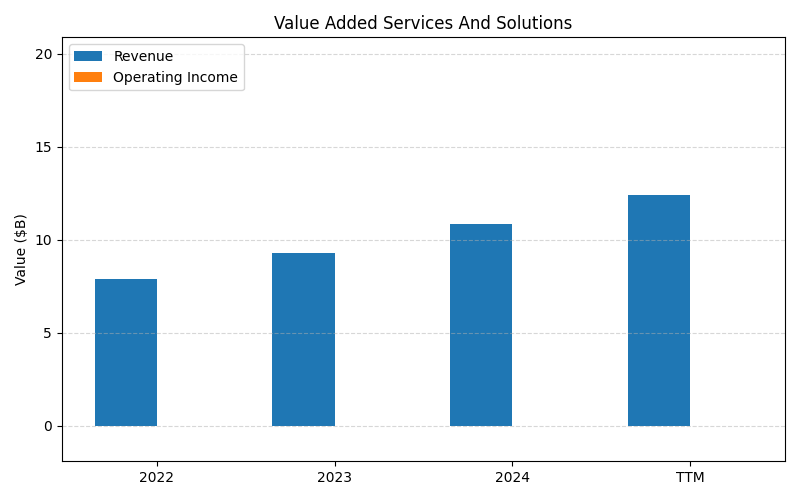 Value Added Services And Solutions
Revenue
Operating Income
Value ($B)
20
15
10
5
0
2022 2023 2024 TTM